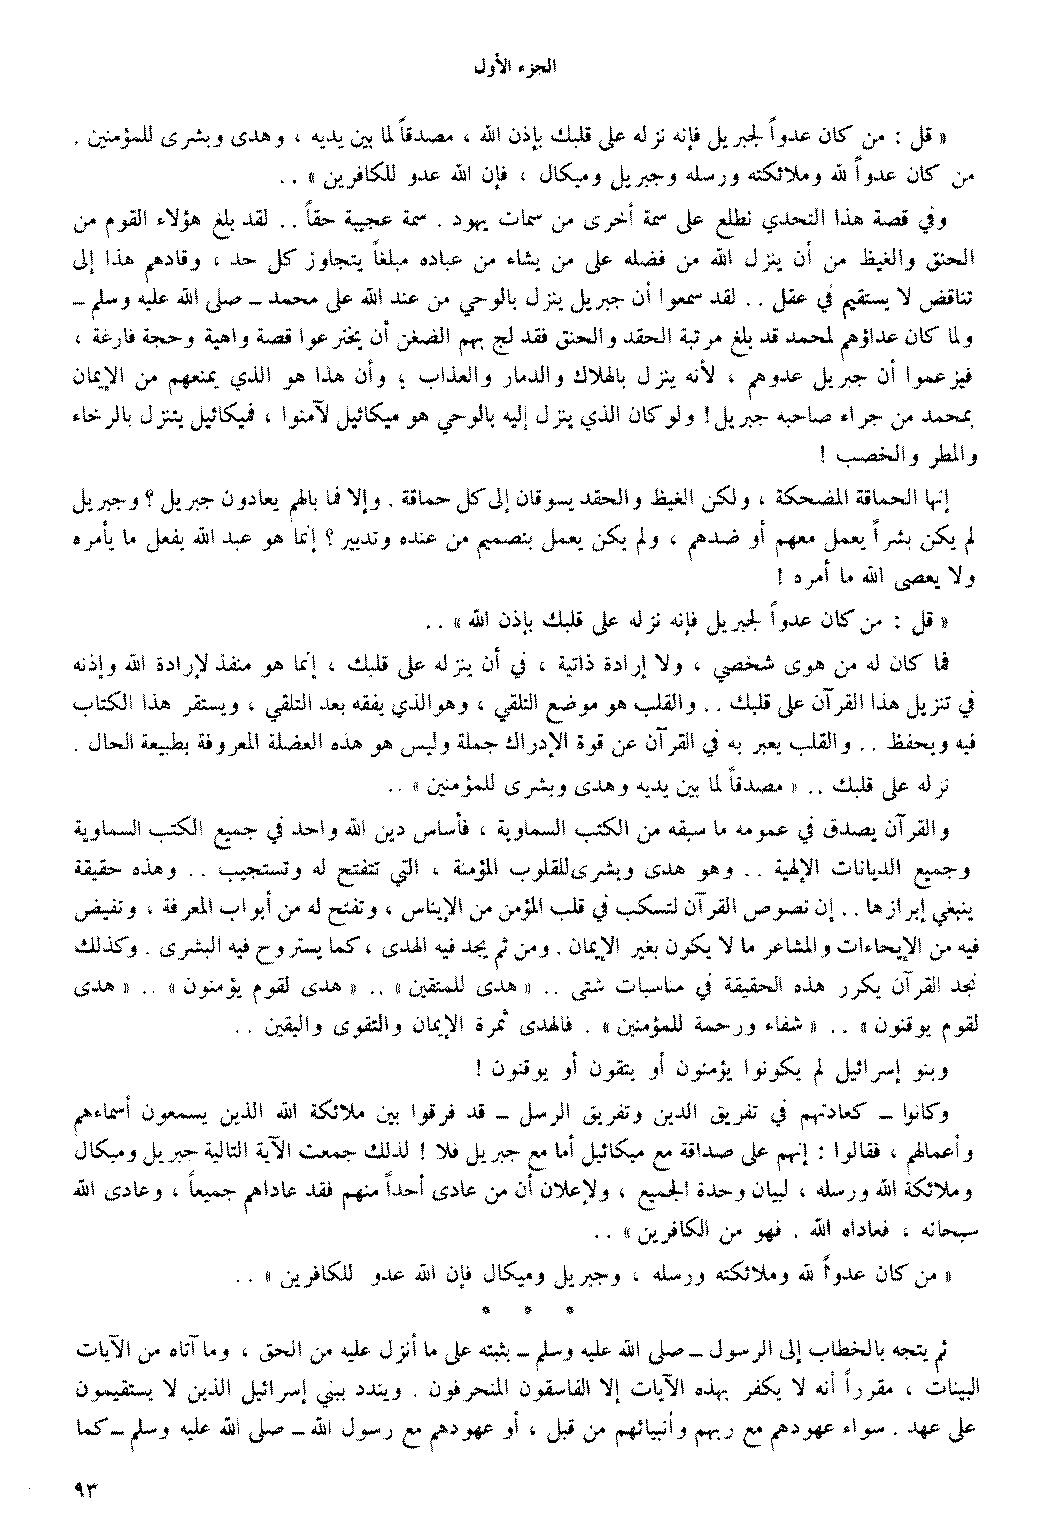 الجزء الأول
« قل : من كان عدواً لجبريل فإنه نزله على قلبك بإذن الله ، مصدقاً لما بين يديه ، وهدى وبشرى للمؤمنين .
من كان عدواً لله وملائكته ورسله وجبريل وميكال ، فإن الله عدو للكافرين » ..
وفي قصة هذا التحدي نطلع على سمة أخرى من سمات يهود . سمة عجيبة حقاً .. لقد بلغ هؤلاء القوم من
الحنق والغيظ من أن ينزل الله من فضله على من يشاء من عباده مبلغاً يتجاوز كل حد ، وقادهم هذا إلى
تناقض لا يستقيم في عقل .. لقد سمعوا أن جبريل ينزل بالوحي من عند الله على محمد – صلى الله عليه وسلم –
ولما كان عداؤهم لمحمد قد بلغ مرتبة الحقد والحنق فقد لج بهم الضغن أن يخترعوا قصة واهية وحجة فارغة ،
فيزعموا أن جبريل عدوهم ، لأنه ينزل بالهلاك والدمار والعذاب ؛ وأن هذا هو الذي يمنعهم من الإيمان
بمحمد من جراء صاحبه جبريل ! ولو كان الذي ينزل إليه بالوحي هو ميكائيل لآمنوا ، فميكائيل يتنزل بالرخاء
والمطر والخصب !
إنها الحماقة المضحكة ، ولكن الغيظ والحقد يسوقان إلى كل حماقة . وإلا فما بالهم يعادون جبريل ؟ وجبريل
لم يكن بشراً يعمل معهم أو ضدهم ، ولم يكن يعمل بتصميم من عنده وتدبير ؟ إنما هو عبد الله يفعل ما يأمره
ولا يعصى الله ما أمره !
« قل : من كان عدواً لجبريل فإنه نزله على قلبك بإذن الله » ..
فما كان له من هوى شخصي ، ولا إرادة ذاتية ، في أن ينزله على قلبك ، إنما هو منفذ لإرادة الله وإذنه
في تنزيل هذا القرآن على قلبك .. والقلب هو موضع التلقي ، وهو الذي يفقه بعد التلقي ، ويستقر هذا الكتاب
فيه ويحفظ .. والقلب يعبر به في القرآن عن قوة الإدراك جملة وليس هو هذه العضلة المعروفة بطبيعة الحال .
نزله على قلبك .. « مصدقاً لما بين يديه وهدى وبشرى للمؤمنين » ..
والقرآن يصدق في عمومه ما سبقه من الكتب السماوية ، فأساس دين الله واحد في جميع الكتب السماوية
وجميع الديانات الإلهية .. وهو هدى وبشرى للقلوب المؤمنة ، التي تتفتح له وتستجيب .. وهذه حقيقة
ينبغي إبرازها .. إن نصوص القرآن لتسكب في قلب المؤمن من الإيناس ، وتفتح له من أبواب المعرفة ، وتفيض
فيه من الإيحاءات والمشاعر ما لا يكون بغير الإيمان . ومن ثم يجد فيه الهدى ، كما يستروح فيه البشرى . وكذلك
نجد القرآن يكرر هذه الحقيقة في مناسبات شتى .. « هدى للمتقين » .. « هدى لقوم يؤمنون » .. « هدى
لقوم يوقنون » .. « شفاء ورحمة للمؤمنين » . فالهدى ثمرة الإيمان والتقوى واليقين ..
وبنو إسرائيل لم يكونوا يؤمنون أو يتقون أو يوقنون !
وكانوا – كعادتهم في تفريق الدين وتفريق الرسل – قد فرقوا بين ملائكة الله الذين يسمعون أسماءهم
وأعمالهم ، فقالوا : إنهم على صداقة مع ميكائيل أما مع جبريل فلا ! لذلك جمعت الآية التالية جبريل وميكال
وملائكة الله ورسله ، لبيان وحدة الجميع ، ولإعلان أن من عادى أحداً منهم فقد عاداهم جميعاً ، وعادى الله
سبحانه ، فعاداه الله . فهو من الكافرين » ..
« من كان عدواً لله وملائكته ورسله ، وجبريل وميكال فإن الله عدو للكافرين » ..
* * *
ثم يتجه بالخطاب إلى الرسول – صلى الله عليه وسلم – يثبته على ما أنزل عليه من الحق ، وما آتاه من الآيات
البينات ، مقرراً أنه لا يكفر بهذه الآيات إلا الفاسقون المنحرفون . ويندد ببني إسرائيل الذين لا يستقيمون
على عهد . سواء عهودهم مع ربهم وأنبيائهم من قبل ، أو عهودهم مع رسول الله – صلى الله عليه وسلم – كما
٩٣